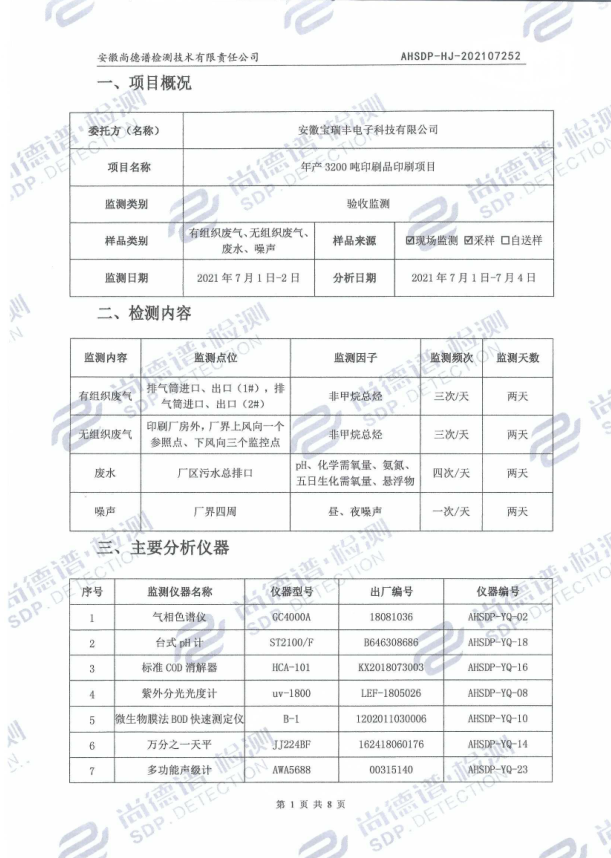 安徽尚德谱检测技术有限责任公司 AHSDP-HJ-202107252
一、项目概况
委托方（名称） 安徽宝瑞丰电子科技有限公司
项目名称 年产 3200 吨印刷品印刷项目
监测类别 验收监测
样品类别 有组织废气、无组织废气、废水、噪声 样品来源 ☑现场监测 ☑采样 ☐自送样
监测日期 2021 年 7 月 1 日-2 日 分析日期 2021 年 7 月 1 日-7 月 4 日
二、检测内容
监测内容 监测点位 监测因子 监测频次 监测天数
有组织废气 排气筒进口、出口（1#），排气筒进口、出口（2#） 非甲烷总烃 三次/天 两天
无组织废气 印刷厂房外，厂界上风向一个参照点、下风向三个监控点 非甲烷总烃 三次/天 两天
废水 厂区污水总排口 pH、化学需氧量、氨氮、五日生化需氧量、悬浮物 四次/天 两天
噪声 厂界四周 昼、夜噪声 一次/天 两天
三、主要分析仪器
序号 监测仪器名称 仪器型号 出厂编号 仪器编号
1 气相色谱仪 GC4000A 18081036 AHSDP-YQ-02
2 台式 pH 计 ST2100/F B646308686 AHSDP-YQ-18
3 标准 COD 消解器 HCA-101 KX2018073003 AHSDP-YQ-16
4 紫外分光光度计 uv-1800 LEF-1805026 AHSDP-YQ-08
5 微生物膜法 BOD 快速测定仪 B-1 1202011030006 AHSDP-YQ-10
6 万分之一天平 JJ224BF 162418060176 AHSDP-YQ-14
7 多功能声级计 AWA5688 00315140 AHSDP-YQ-23
第 1 页 共 8 页
尚德谱·检测
SDP.DETECTION